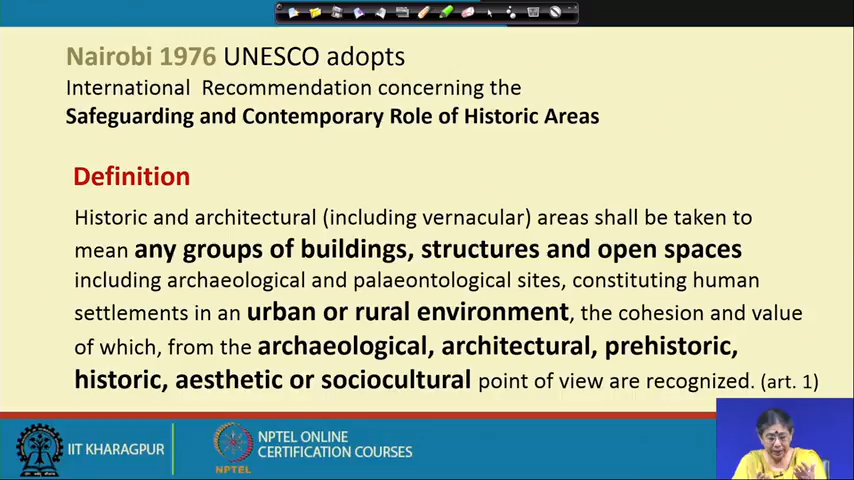 Nairobi 1976 UNESCO adopts
International Recommendation concerning the
Safeguarding and Contemporary Role of Historic Areas
Definition
Historic and architectural (including vernacular) areas shall be taken to
mean any groups of buildings, structures and open spaces
including archaeological and palaeontological sites, constituting human
settlements in an urban or rural environment, the cohesion and value
of which, from the archaeological, architectural, prehistoric,
historic, aesthetic or sociocultural point of view are recognized. (art. 1)
IIT KHARAGPUR
NPTEL
NPTEL ONLINE
CERTIFICATION COURSES